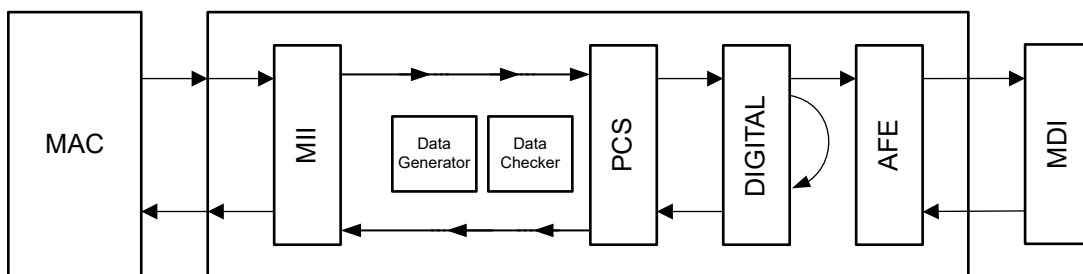 MAC
MII
Data
Generator
Data
Checker
PCS
DIGITAL
AFE
MDI